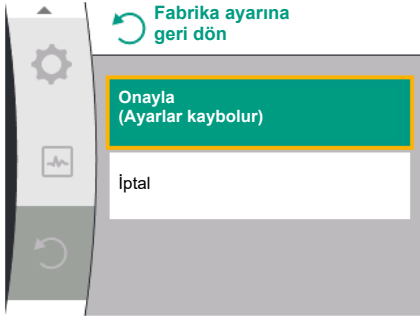 Fabrika ayarına
geri dön
Onayla
(Ayarlar kaybolur)
İptal